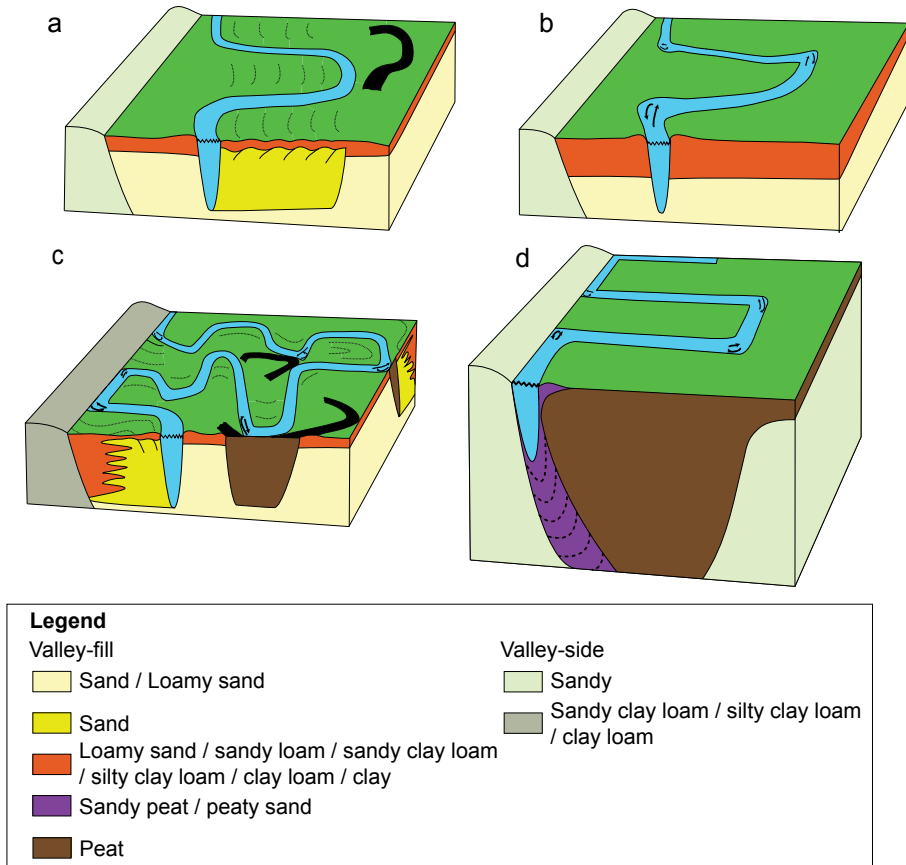 a
b
c
d
Legend
Valley-fill
Sand / Loamy sand
Sand
Loamy sand / sandy loam / sandy clay loam
/ silty clay loam / clay loam / clay
Sandy peat / peaty sand
Peat
Valley-side
Sandy
Sandy clay loam / silty clay loam
/ clay loam